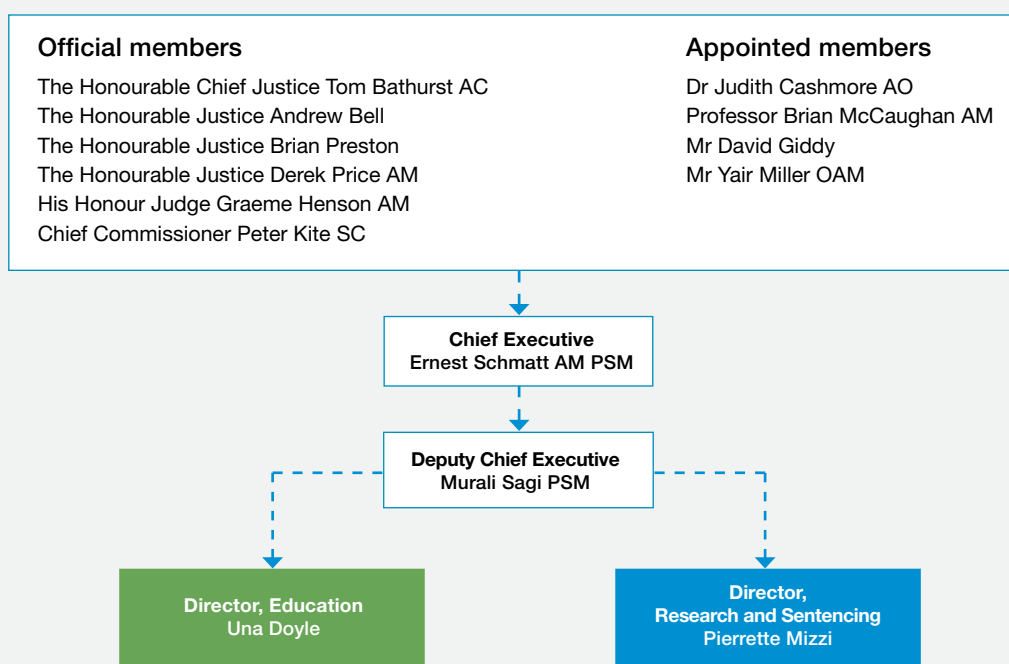 Official members
The Honourable Chief Justice Tom Bathurst AC
The Honourable Justice Andrew Bell
The Honourable Justice Brian Preston
The Honourable Justice Derek Price AM
His Honour Judge Graeme Henson AM
Chief Commissioner Peter Kite SC
Appointed members
Dr Judith Cashmore AO
Professor Brian McCaughan AM
Mr David Giddy
Mr Yair Miller OAM
Chief Executive
Ernest Schmatt AM PSM
Deputy Chief Executive
Murali Sagi PSM
Director, Education
Una Doyle
Director,
Research and Sentencing
Pierrette Mizzi